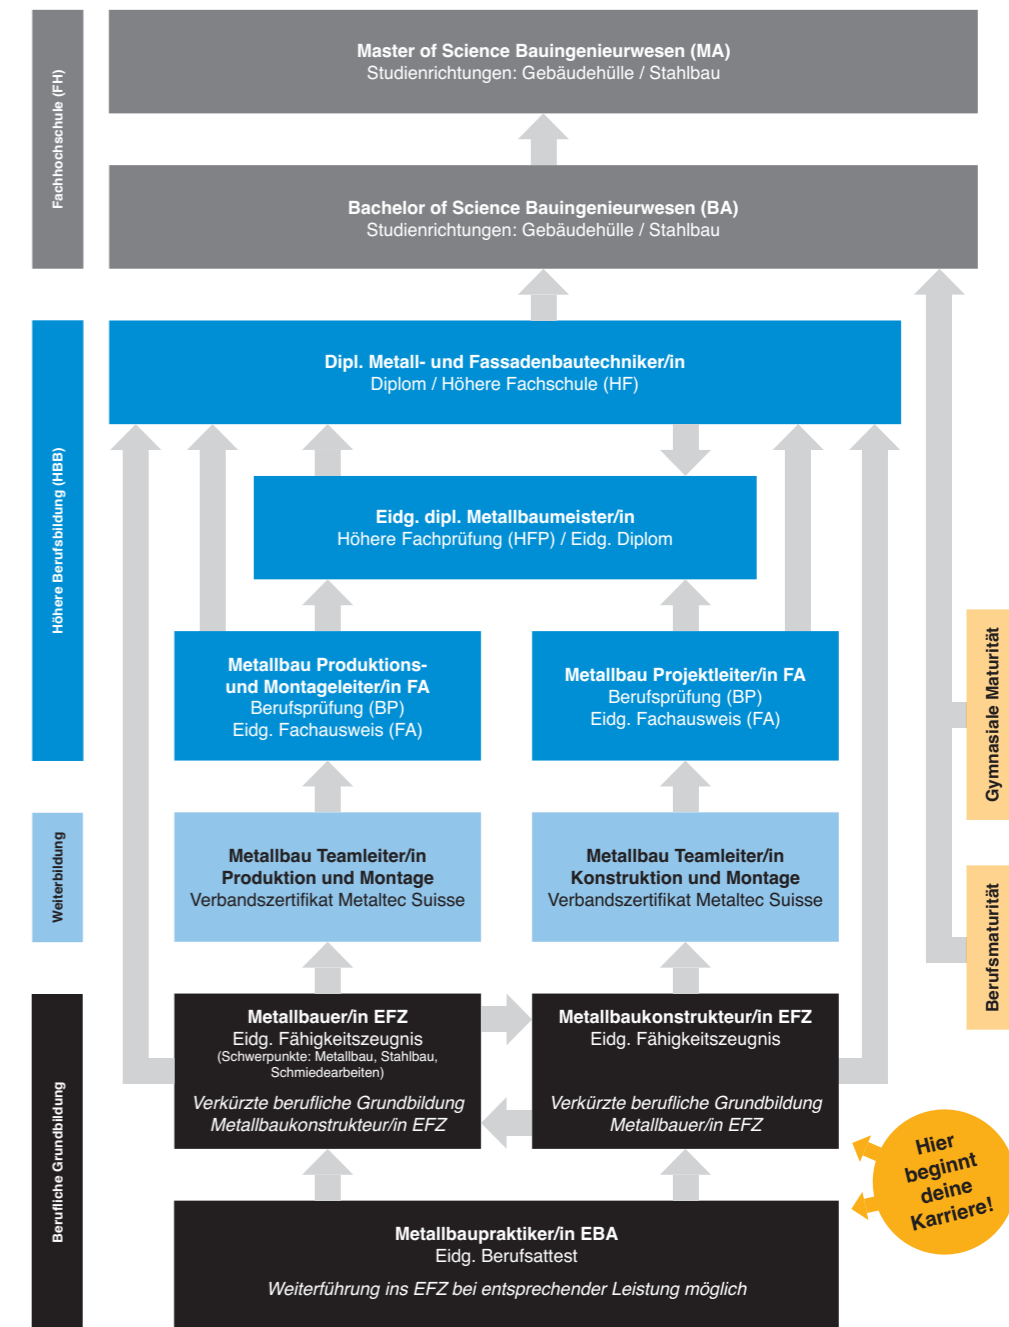 Fachhochschule (FH)
Master of Science Bauingenieurwesen (MA)
Studienrichtungen: Gebäudehülle / Stahlbau
Bachelor of Science Bauingenieurwesen (BA)
Studienrichtungen: Gebäudehülle / Stahlbau
Höhere Berufsbildung (HBB)
Dipl. Metall- und Fassadenbautechniker/in
Diplom / Höhere Fachschule (HF)
Eidg. dipl. Metallbaumeister/in
Höhere Fachprüfung (HFP) / Eidg. Diplom
Metallbau Produktions-
und Montageleiter/in FA
Berufsprüfung (BP)
Eidg. Fachausweis (FA)
Metallbau Projektleiter/in FA
Berufsprüfung (BP)
Eidg. Fachausweis (FA)
Gymnasiale Maturität
Weiterbildung
Metallbau Teamleiter/in
Produktion und Montage
Verbandszertifikat Metaltec Suisse
Metallbau Teamleiter/in
Konstruktion und Montage
Verbandszertifikat Metaltec Suisse
Berufsmaturität
Berufliche Grundbildung
Metallbauer/in EFZ
Eidg. Fähigkeitszeugnis
(Schwerpunkte: Metallbau, Stahlbau,
Schmiedearbeiten)
Verkürzte berufliche Grundbildung
Metallbaukonstrukteur/in EFZ
Metallbaukonstrukteur/in EFZ
Eidg. Fähigkeitszeugnis
Verkürzte berufliche Grundbildung
Metallbauer/in EFZ
Hier
beginnt
deine
Karriere!
Metallbaupraktiker/in EBA
Eidg. Berufsattest
Weiterführung ins EFZ bei entsprechender Leistung möglich